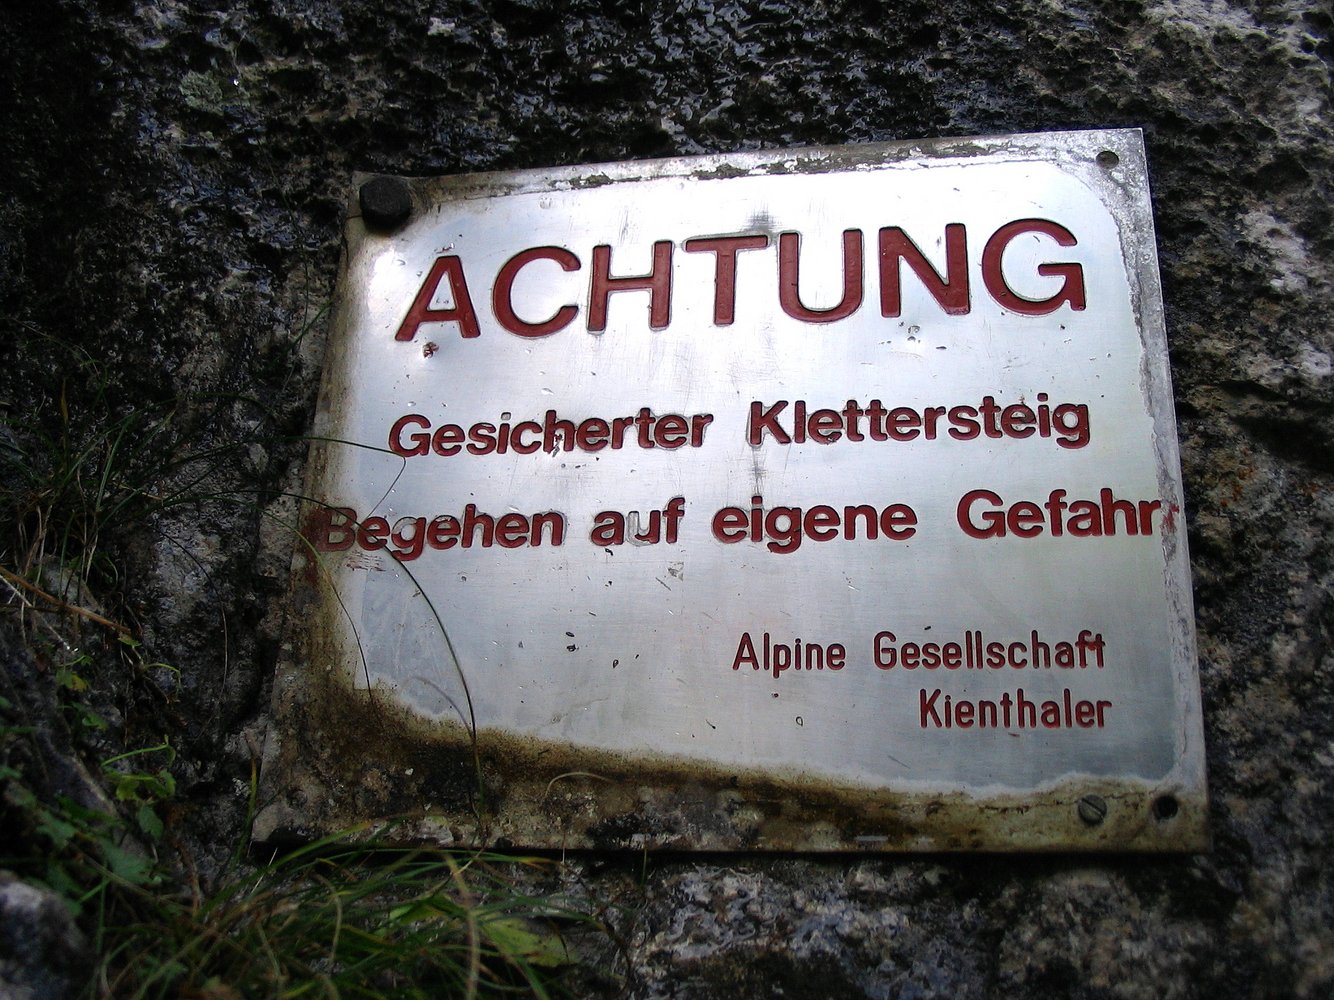 ACHTUNG
Gesicherter Klettersteig
Begehen auf eigene Gefahr
Alpine Gesellschaft
Kienthaler